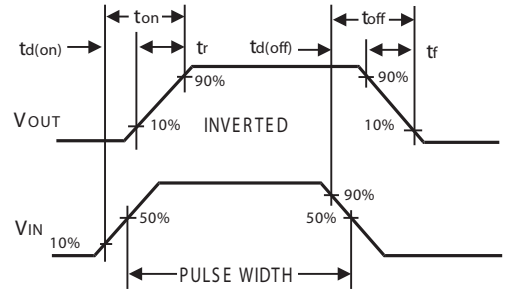 ton
toff
td(on)
tr
td(off)
tf
90%
90%
VOUT
10%
INVERTED
10%
90%
50%
50%
VIN
10%
PULSE WIDTH